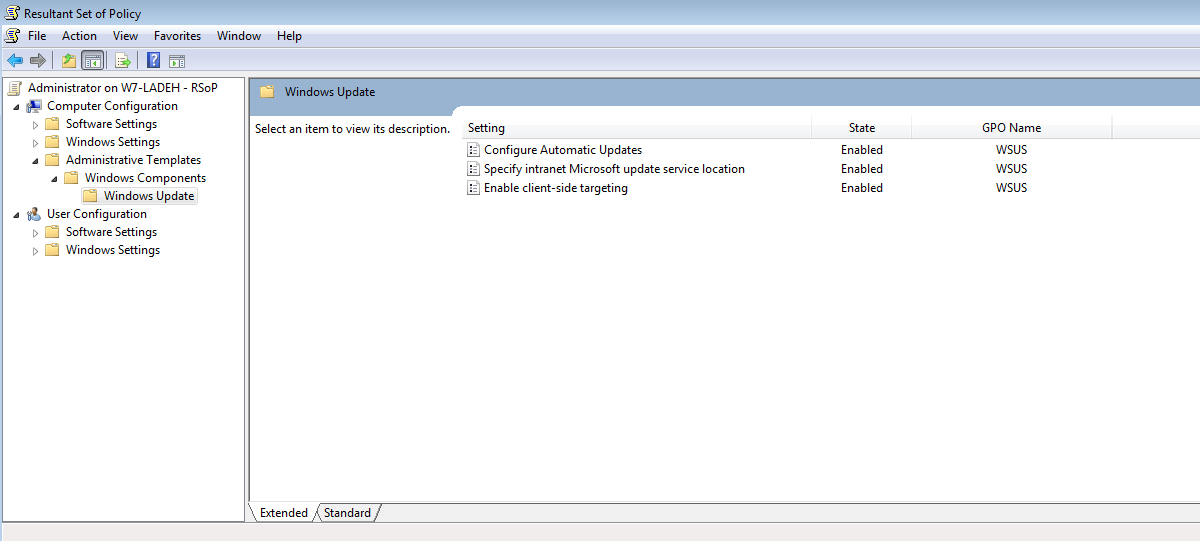 Resultant Set of Policy
File Action View Favorites Window Help
Administrator on W7-LADEH - RSoP
Computer Configuration
Software Settings
Windows Settings
Administrative Templates
Windows Components
Windows Update
User Configuration
Software Settings
Windows Settings
Windows Update
Select an item to view its description.
Setting State GPO Name
Configure Automatic Updates Enabled WSUS
Specify intranet Microsoft update service location Enabled WSUS
Enable client-side targeting Enabled WSUS
Extended Standard